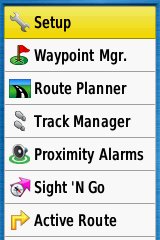 Setup
Waypoint Mgr.
Route Planner
Track Manager
Proximity Alarms
Sight 'N Go
Active Route